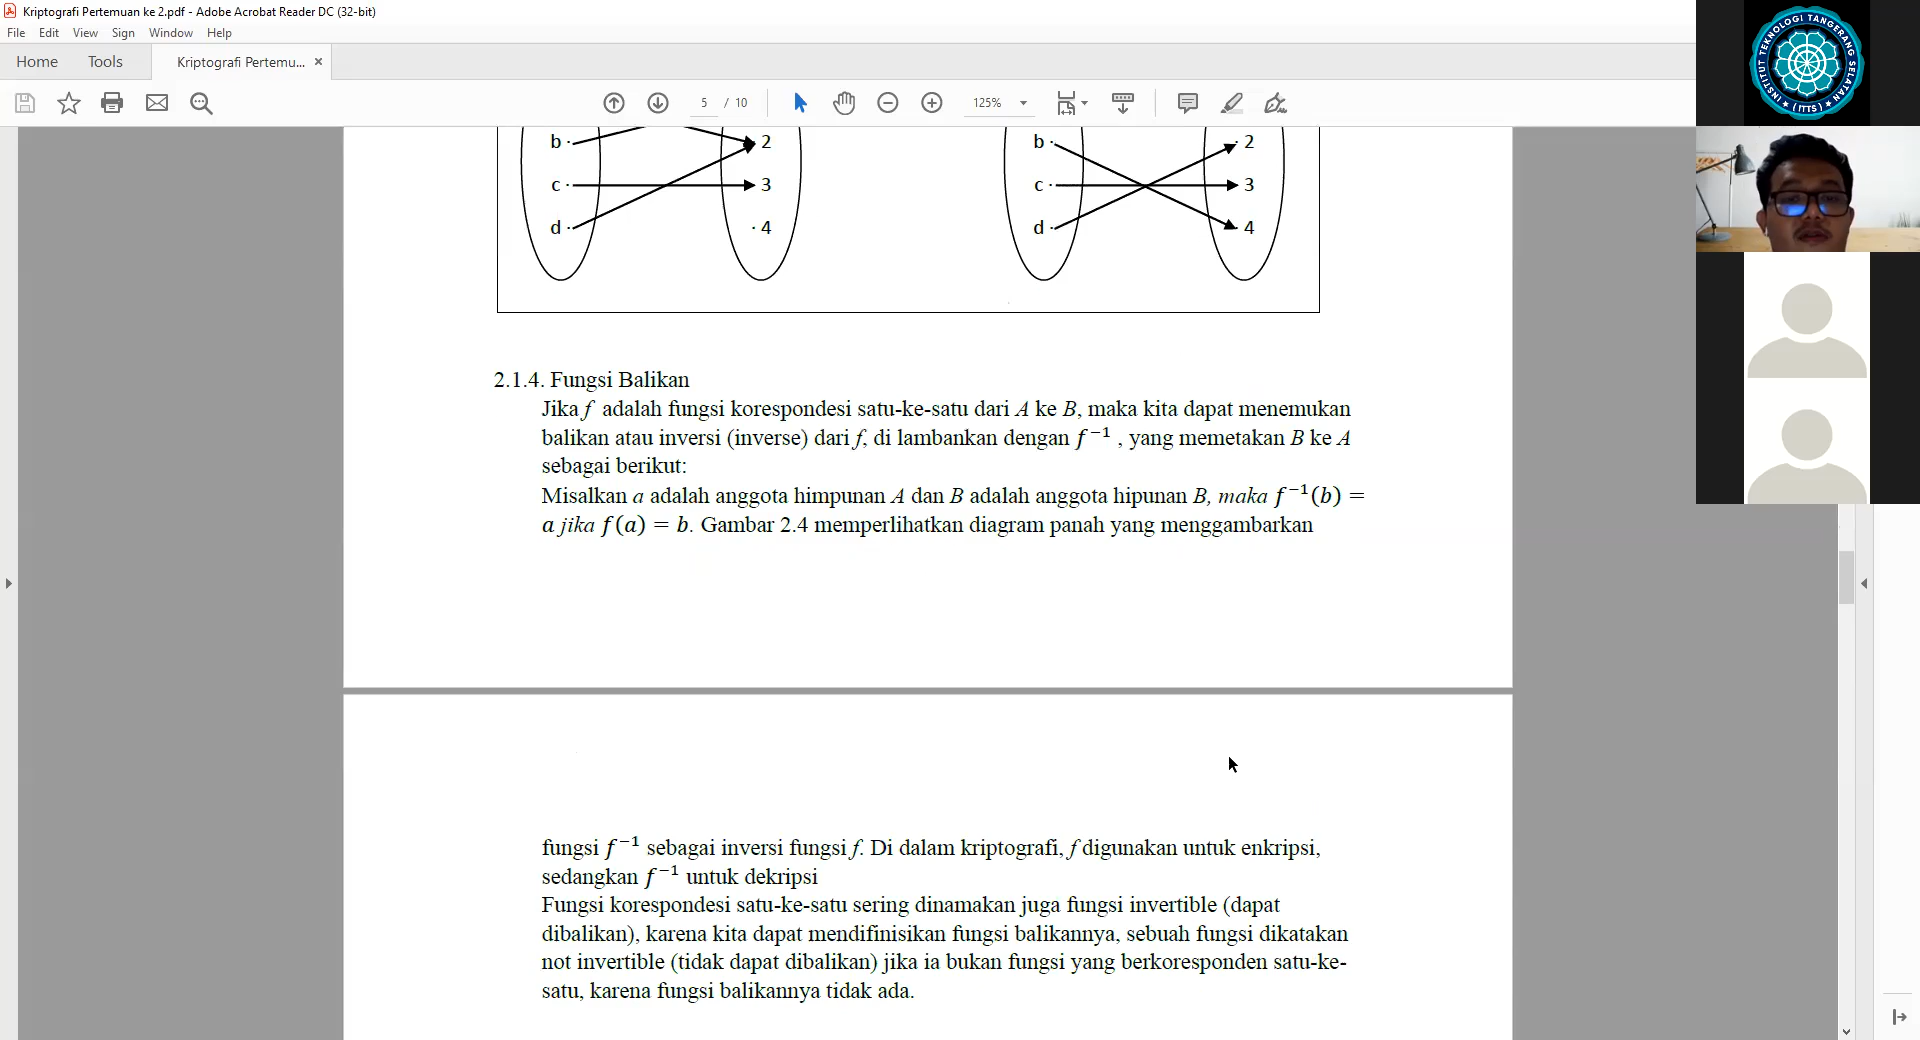 Kriptografi Pertemuan ke 2.pdf - Adobe Acrobat Reader DC (32-bit)
File Edit View Sign Window Help
Home Tools Kriptografi Pertemu... ×
5 / 10 125%
b · 2 b · · 2
c · 3 c · 3
d · · 4 d · · 4
2.1.4. Fungsi Balikan
Jika f adalah fungsi korespondesi satu-ke-satu dari A ke B, maka kita dapat menemukan
balikan atau inversi (inverse) dari f, di lambankan dengan f⁻¹ , yang memetakan B ke A
sebagai berikut:
Misalkan a adalah anggota himpunan A dan B adalah anggota hipunan B, maka f⁻¹(b) =
a jika f(a) = b. Gambar 2.4 memperlihatkan diagram panah yang menggambarkan
fungsi f⁻¹ sebagai inversi fungsi f. Di dalam kriptografi, f digunakan untuk enkripsi,
sedangkan f⁻¹ untuk dekripsi
Fungsi korespondesi satu-ke-satu sering dinamakan juga fungsi invertible (dapat
dibalikan), karena kita dapat mendifinisikan fungsi balikannya, sebuah fungsi dikatakan
not invertible (tidak dapat dibalikan) jika ia bukan fungsi yang berkoresponden satu-ke-
satu, karena fungsi balikannya tidak ada.
INSTITUT TEKNOLOGI TANGERANG SELATAN
(ITTS)